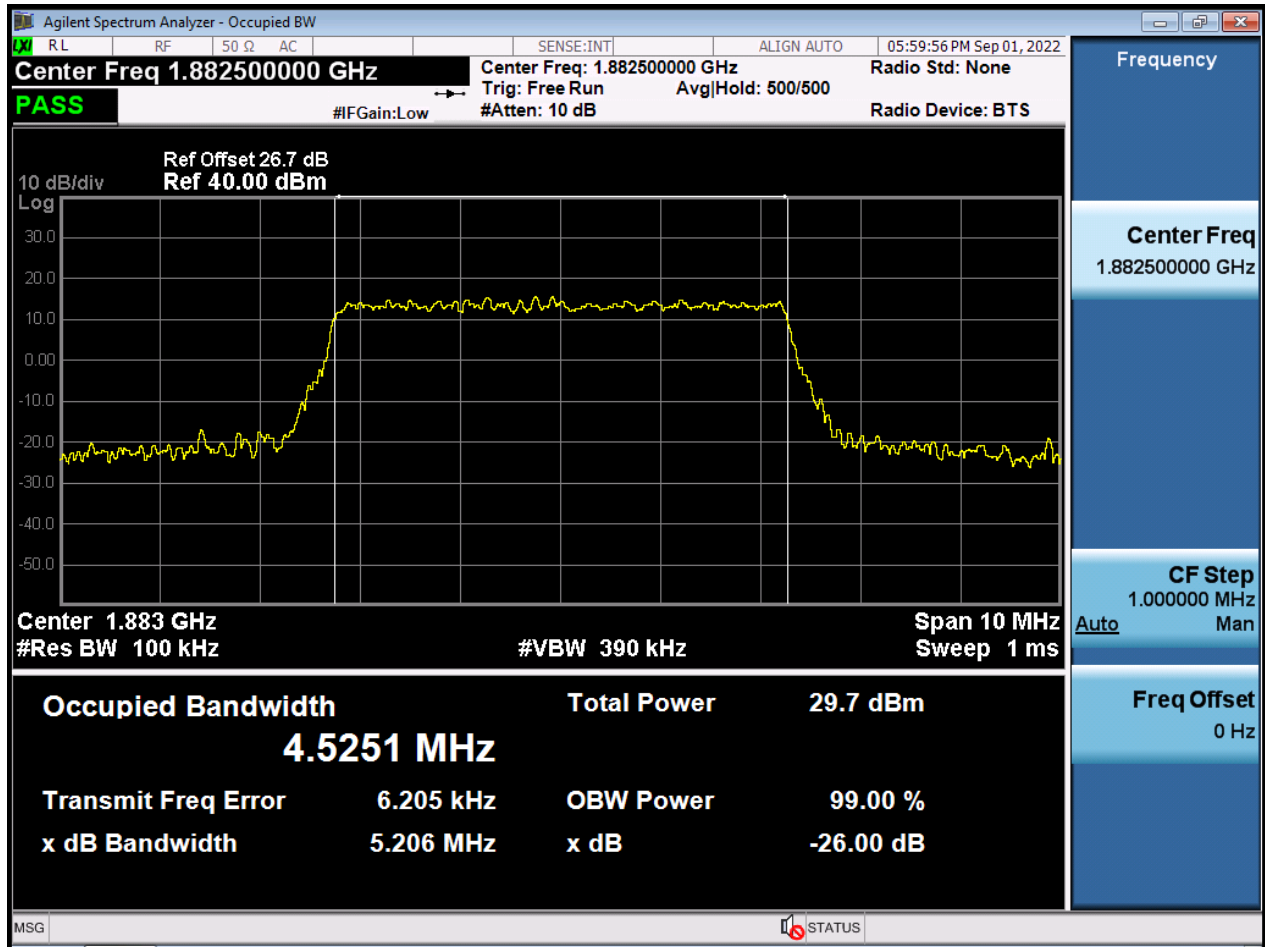 Agilent Spectrum Analyzer - Occupied BW
LXI RL RF 50 Ω AC SENSE:INT ALIGN AUTO 05:59:56 PM Sep 01, 2022
Center Freq 1.882500000 GHz
Center Freq: 1.882500000 GHz Radio Std: None
Trig: Free Run Avg|Hold: 500/500
PASS
#IFGain:Low #Atten: 10 dB Radio Device: BTS
Ref Offset 26.7 dB
10 dB/div Ref 40.00 dBm
Log
30.0
20.0
10.0
0.00
-10.0
-20.0
-30.0
-40.0
-50.0
Center 1.883 GHz Span 10 MHz
#Res BW 100 kHz #VBW 390 kHz Sweep 1 ms
Occupied Bandwidth Total Power 29.7 dBm
4.5251 MHz
Transmit Freq Error 6.205 kHz OBW Power 99.00 %
x dB Bandwidth 5.206 MHz x dB -26.00 dB
MSG STATUS
Frequency
Center Freq
1.882500000 GHz
CF Step
1.000000 MHz
Auto Man
Freq Offset
0 Hz